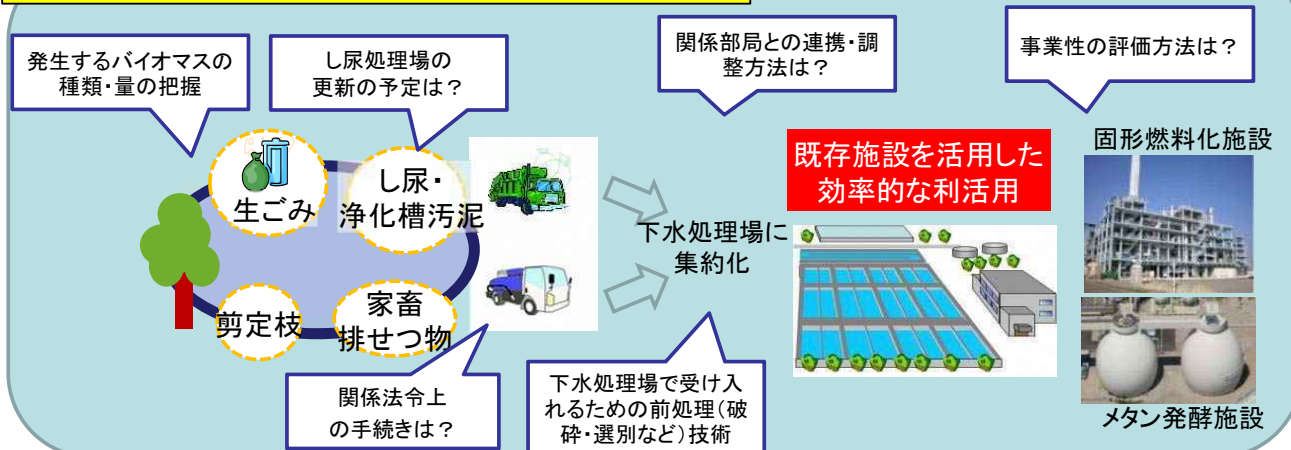 発生するバイオマスの
種類・量の把握
し尿処理場の
更新の予定は？
関係部局との連携・調
整方法は？
事業性の評価方法は？
生ごみ
し尿・
浄化槽汚泥
剪定枝
家畜
排せつ物
下水処理場に
集約化
既存施設を活用した
効率的な利活用
固形燃料化施設
メタン発酵施設
関係法令上
の手続きは？
下水処理場で受け入
れるための前処理（破
砕・選別など）技術